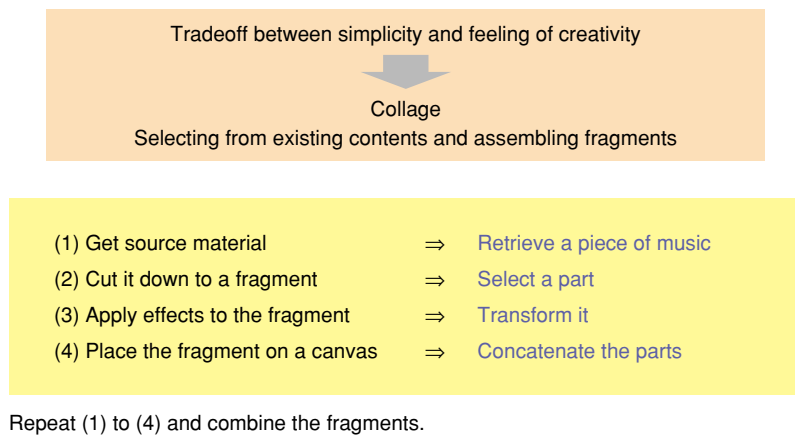 Tradeoff between simplicity and feeling of creativity
Collage
Selecting from existing contents and assembling fragments
(1) Get source material ⇒ Retrieve a piece of music
(2) Cut it down to a fragment ⇒ Select a part
(3) Apply effects to the fragment ⇒ Transform it
(4) Place the fragment on a canvas ⇒ Concatenate the parts
Repeat (1) to (4) and combine the fragments.